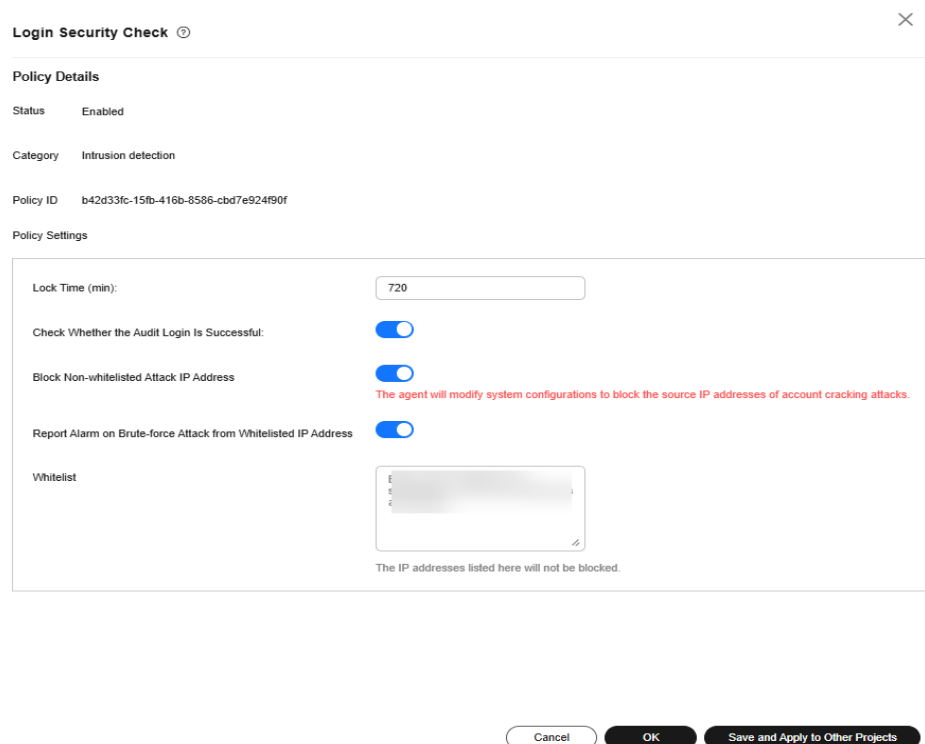 Login Security Check ?
Policy Details
Status Enabled
Category Intrusion detection
Policy ID b42d33fc-15fb-416b-8586-cbd7e924f90f
Policy Settings
Lock Time (min): 720
Check Whether the Audit Login Is Successful:
Block Non-whitelisted Attack IP Address
The agent will modify system configurations to block the source IP addresses of account cracking attacks.
Report Alarm on Brute-force Attack from Whitelisted IP Address
Whitelist
The IP addresses listed here will not be blocked.
Cancel OK Save and Apply to Other Projects